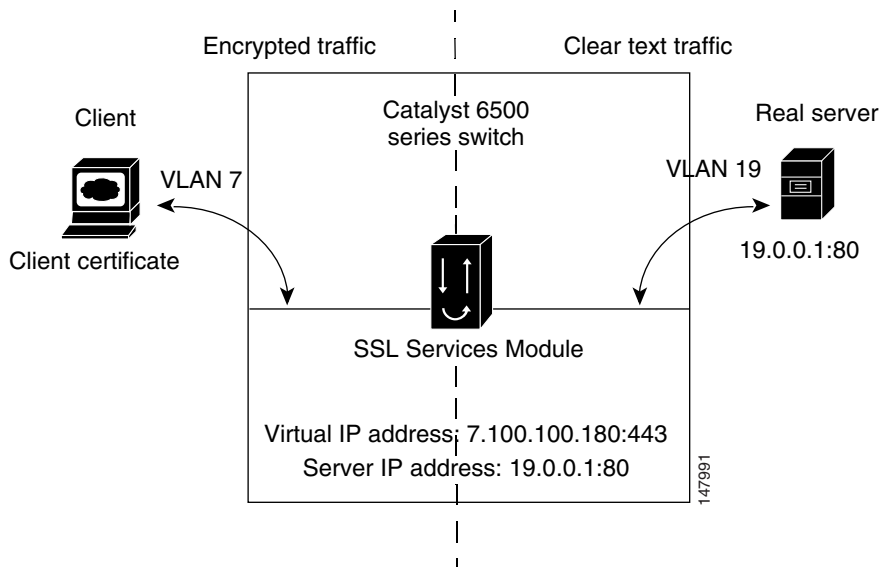 Encrypted traffic
Clear text traffic
Catalyst 6500
series switch
Client
Real server
VLAN 7
VLAN 19
Client certificate
19.0.0.1:80
SSL Services Module
Virtual IP address: 7.100.100.180:443
Server IP address: 19.0.0.1:80
147991